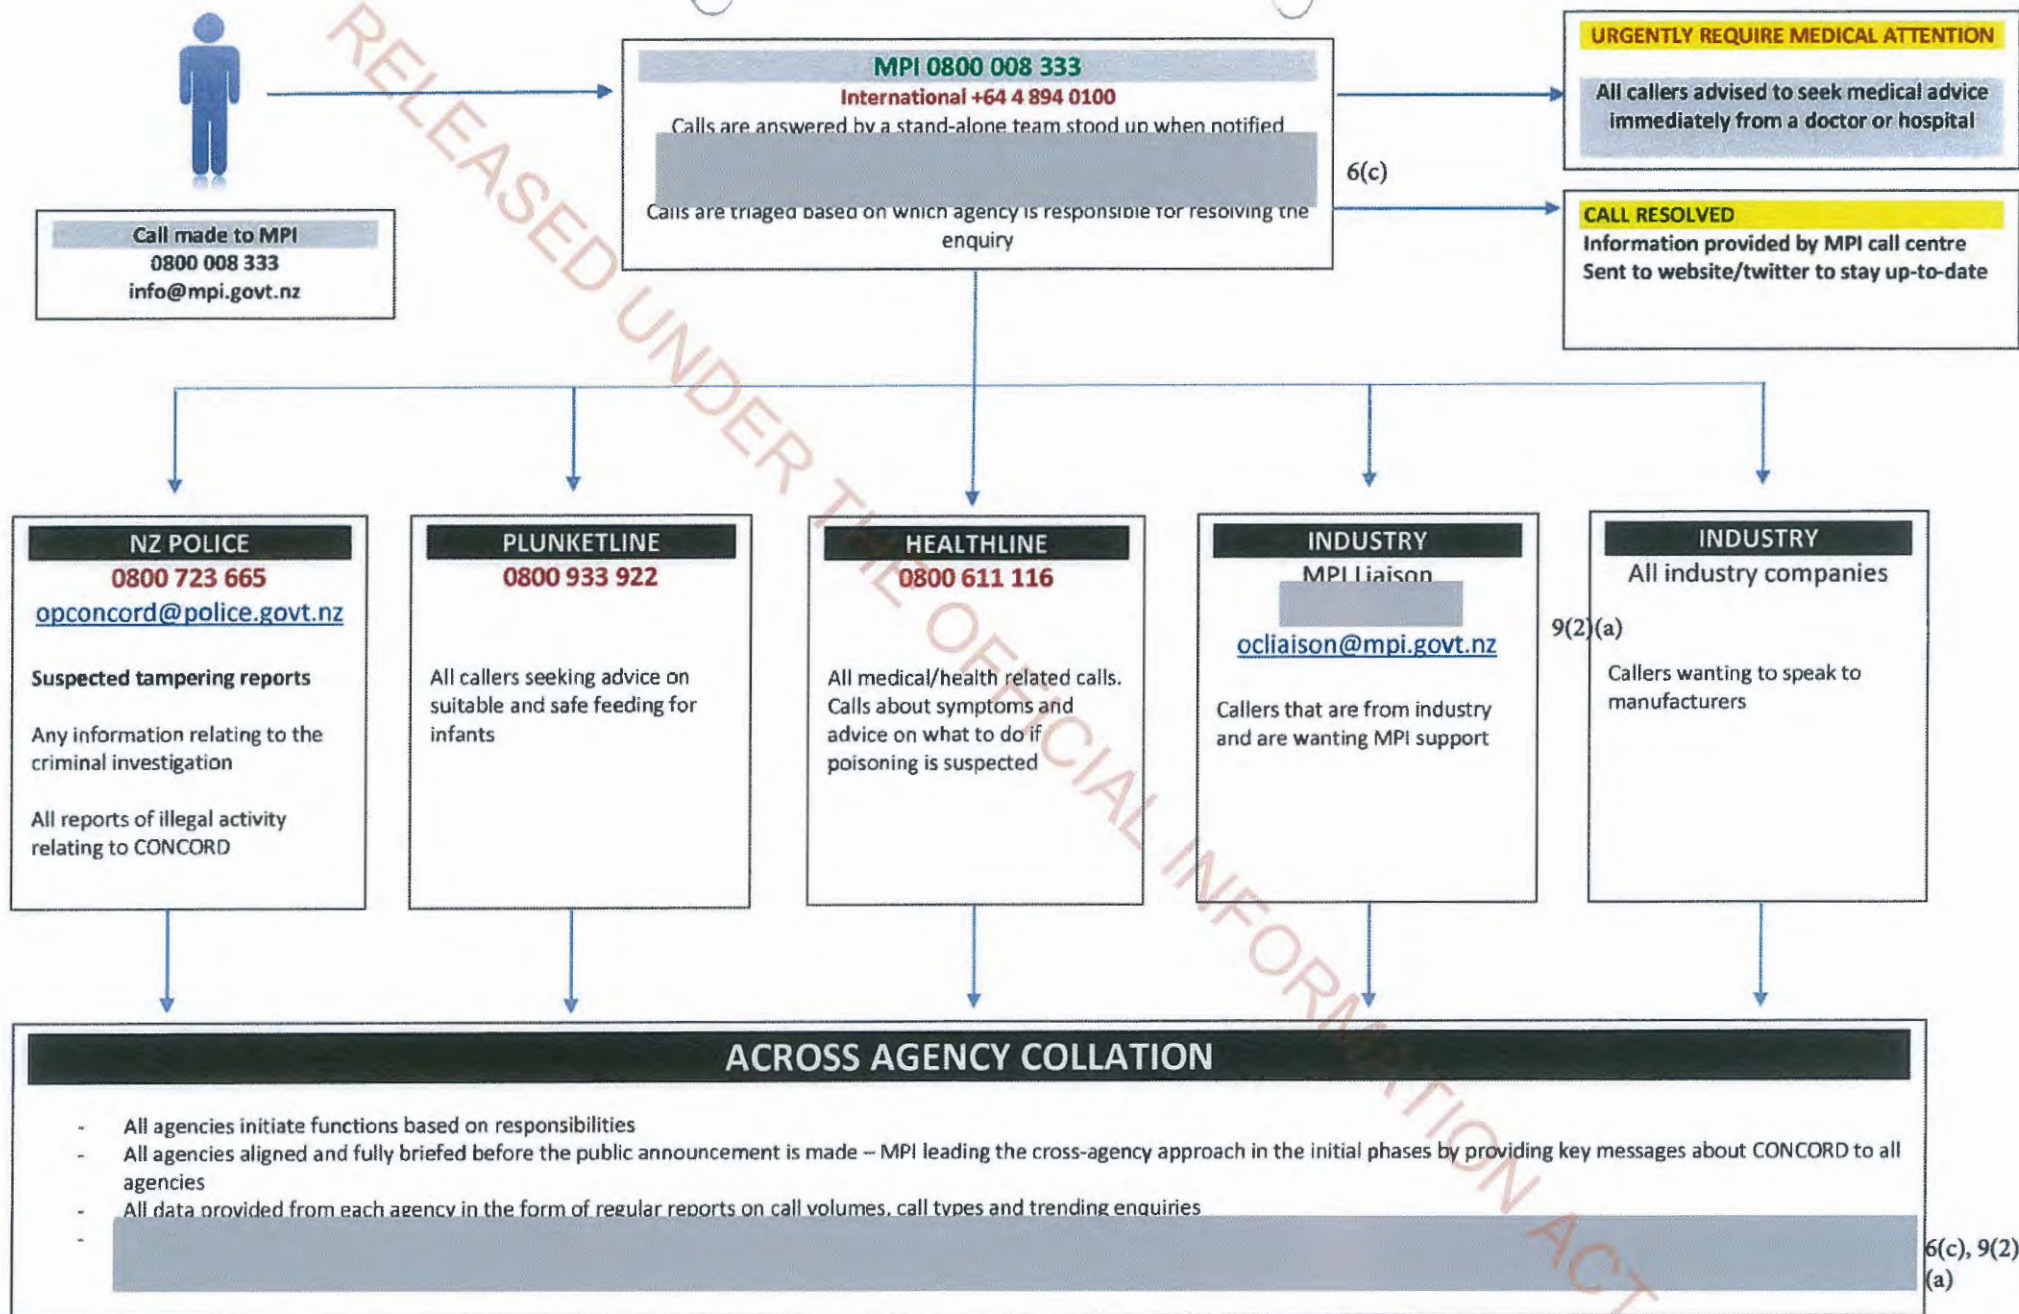 RELEASED UNDER THE OFFICIAL INFORMATION ACT
Call made to MPI
0800 008 333
info@mpi.govt.nz
MPI 0800 008 333
International +64 4 894 0100
Calls are answered by a stand-alone team stood up when notified
Calls are triaged based on which agency is responsible for resolving the
enquiry
6(c)
URGENTLY REQUIRE MEDICAL ATTENTION
All callers advised to seek medical advice
immediately from a doctor or hospital
CALL RESOLVED
Information provided by MPI call centre
Sent to website/twitter to stay up-to-date
NZ POLICE
0800 723 665
opconcord@police.govt.nz
Suspected tampering reports
Any information relating to the
criminal investigation
All reports of illegal activity
relating to CONCORD
PLUNKETLINE
0800 933 922
All callers seeking advice on
suitable and safe feeding for
infants
HEALTHLINE
0800 611 116
All medical/health related calls.
Calls about symptoms and
advice on what to do if
poisoning is suspected
INDUSTRY
MPI Liaison
ocliaison@mpi.govt.nz
9(2)(a)
Callers that are from industry
and are wanting MPI support
INDUSTRY
All industry companies
Callers wanting to speak to
manufacturers
ACROSS AGENCY COLLATION
- All agencies initiate functions based on responsibilities
- All agencies aligned and fully briefed before the public announcement is made – MPI leading the cross-agency approach in the initial phases by providing key messages about CONCORD to all
agencies
- All data provided from each agency in the form of regular reports on call volumes, call types and trending enquiries
-
6(c), 9(2)
(a)